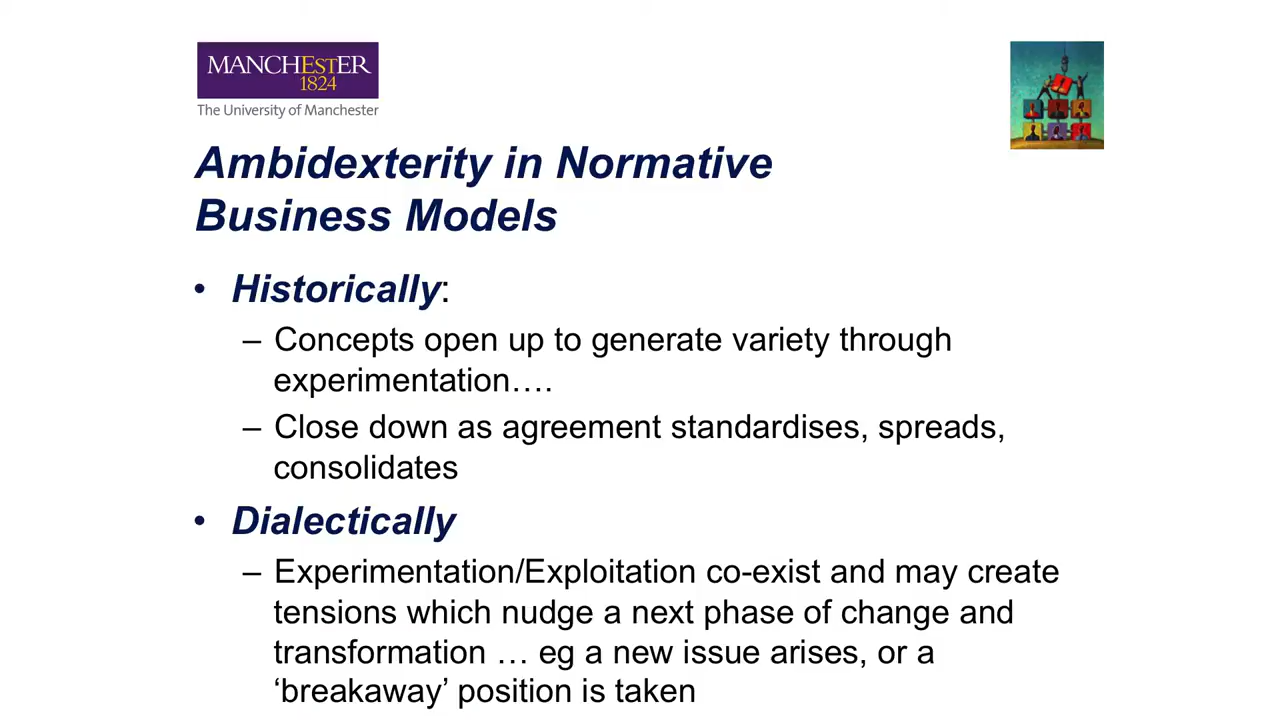 MANCHESTER
1824
The University of Manchester
Ambidexterity in Normative
Business Models
• Historically:
– Concepts open up to generate variety through
experimentation….
– Close down as agreement standardises, spreads,
consolidates
• Dialectically
– Experimentation/Exploitation co-exist and may create
tensions which nudge a next phase of change and
transformation … eg a new issue arises, or a
‘breakaway’ position is taken